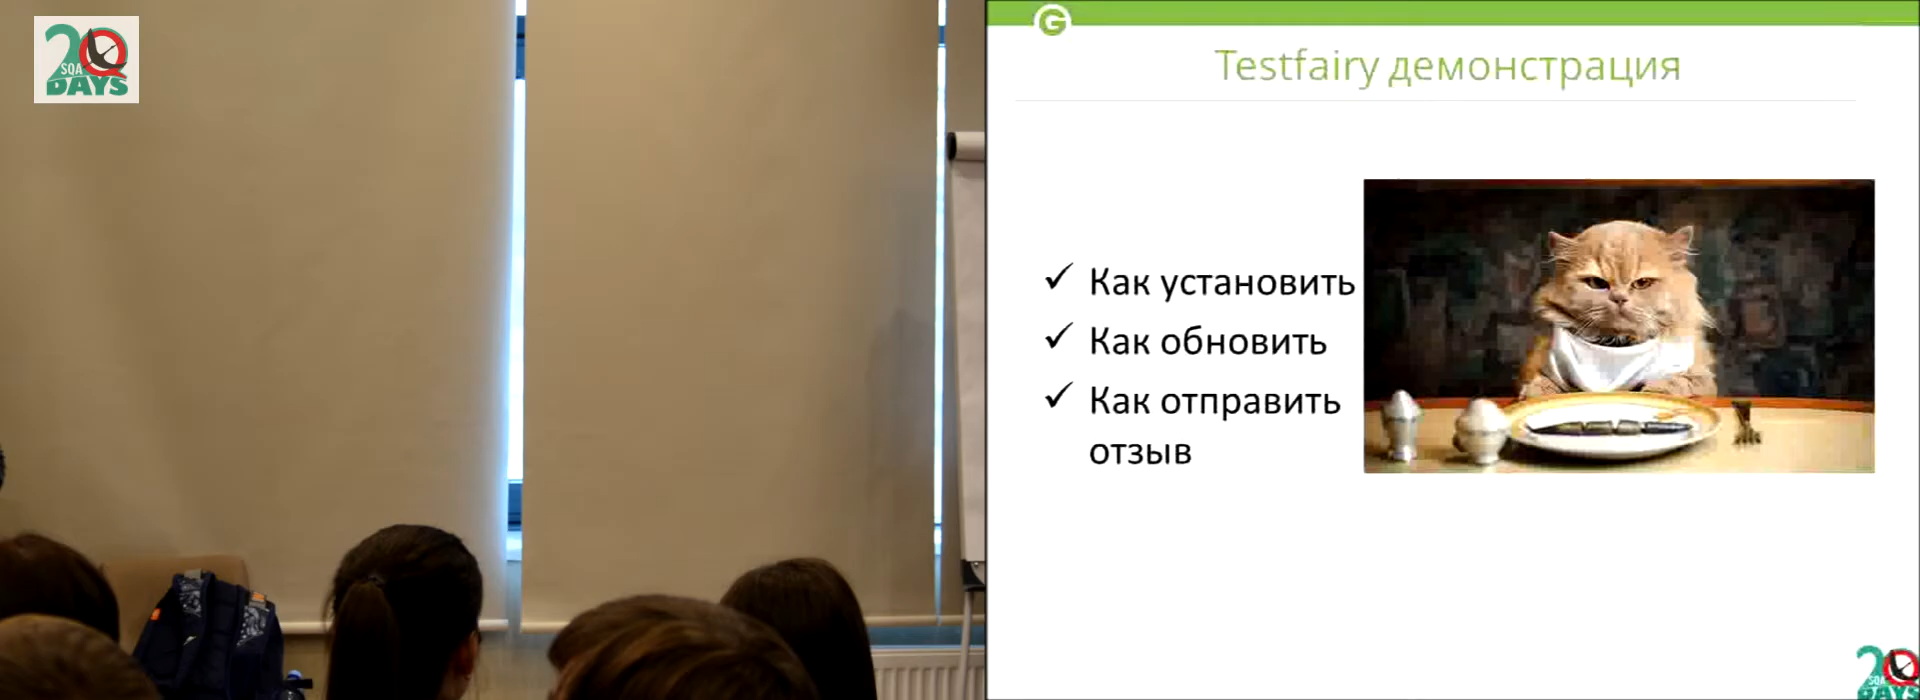 20
SQA
DAYS
G
Testfairy демонстрация
✓ Как установить
✓ Как обновить
✓ Как отправить
отзыв
20
SQA
DAYS